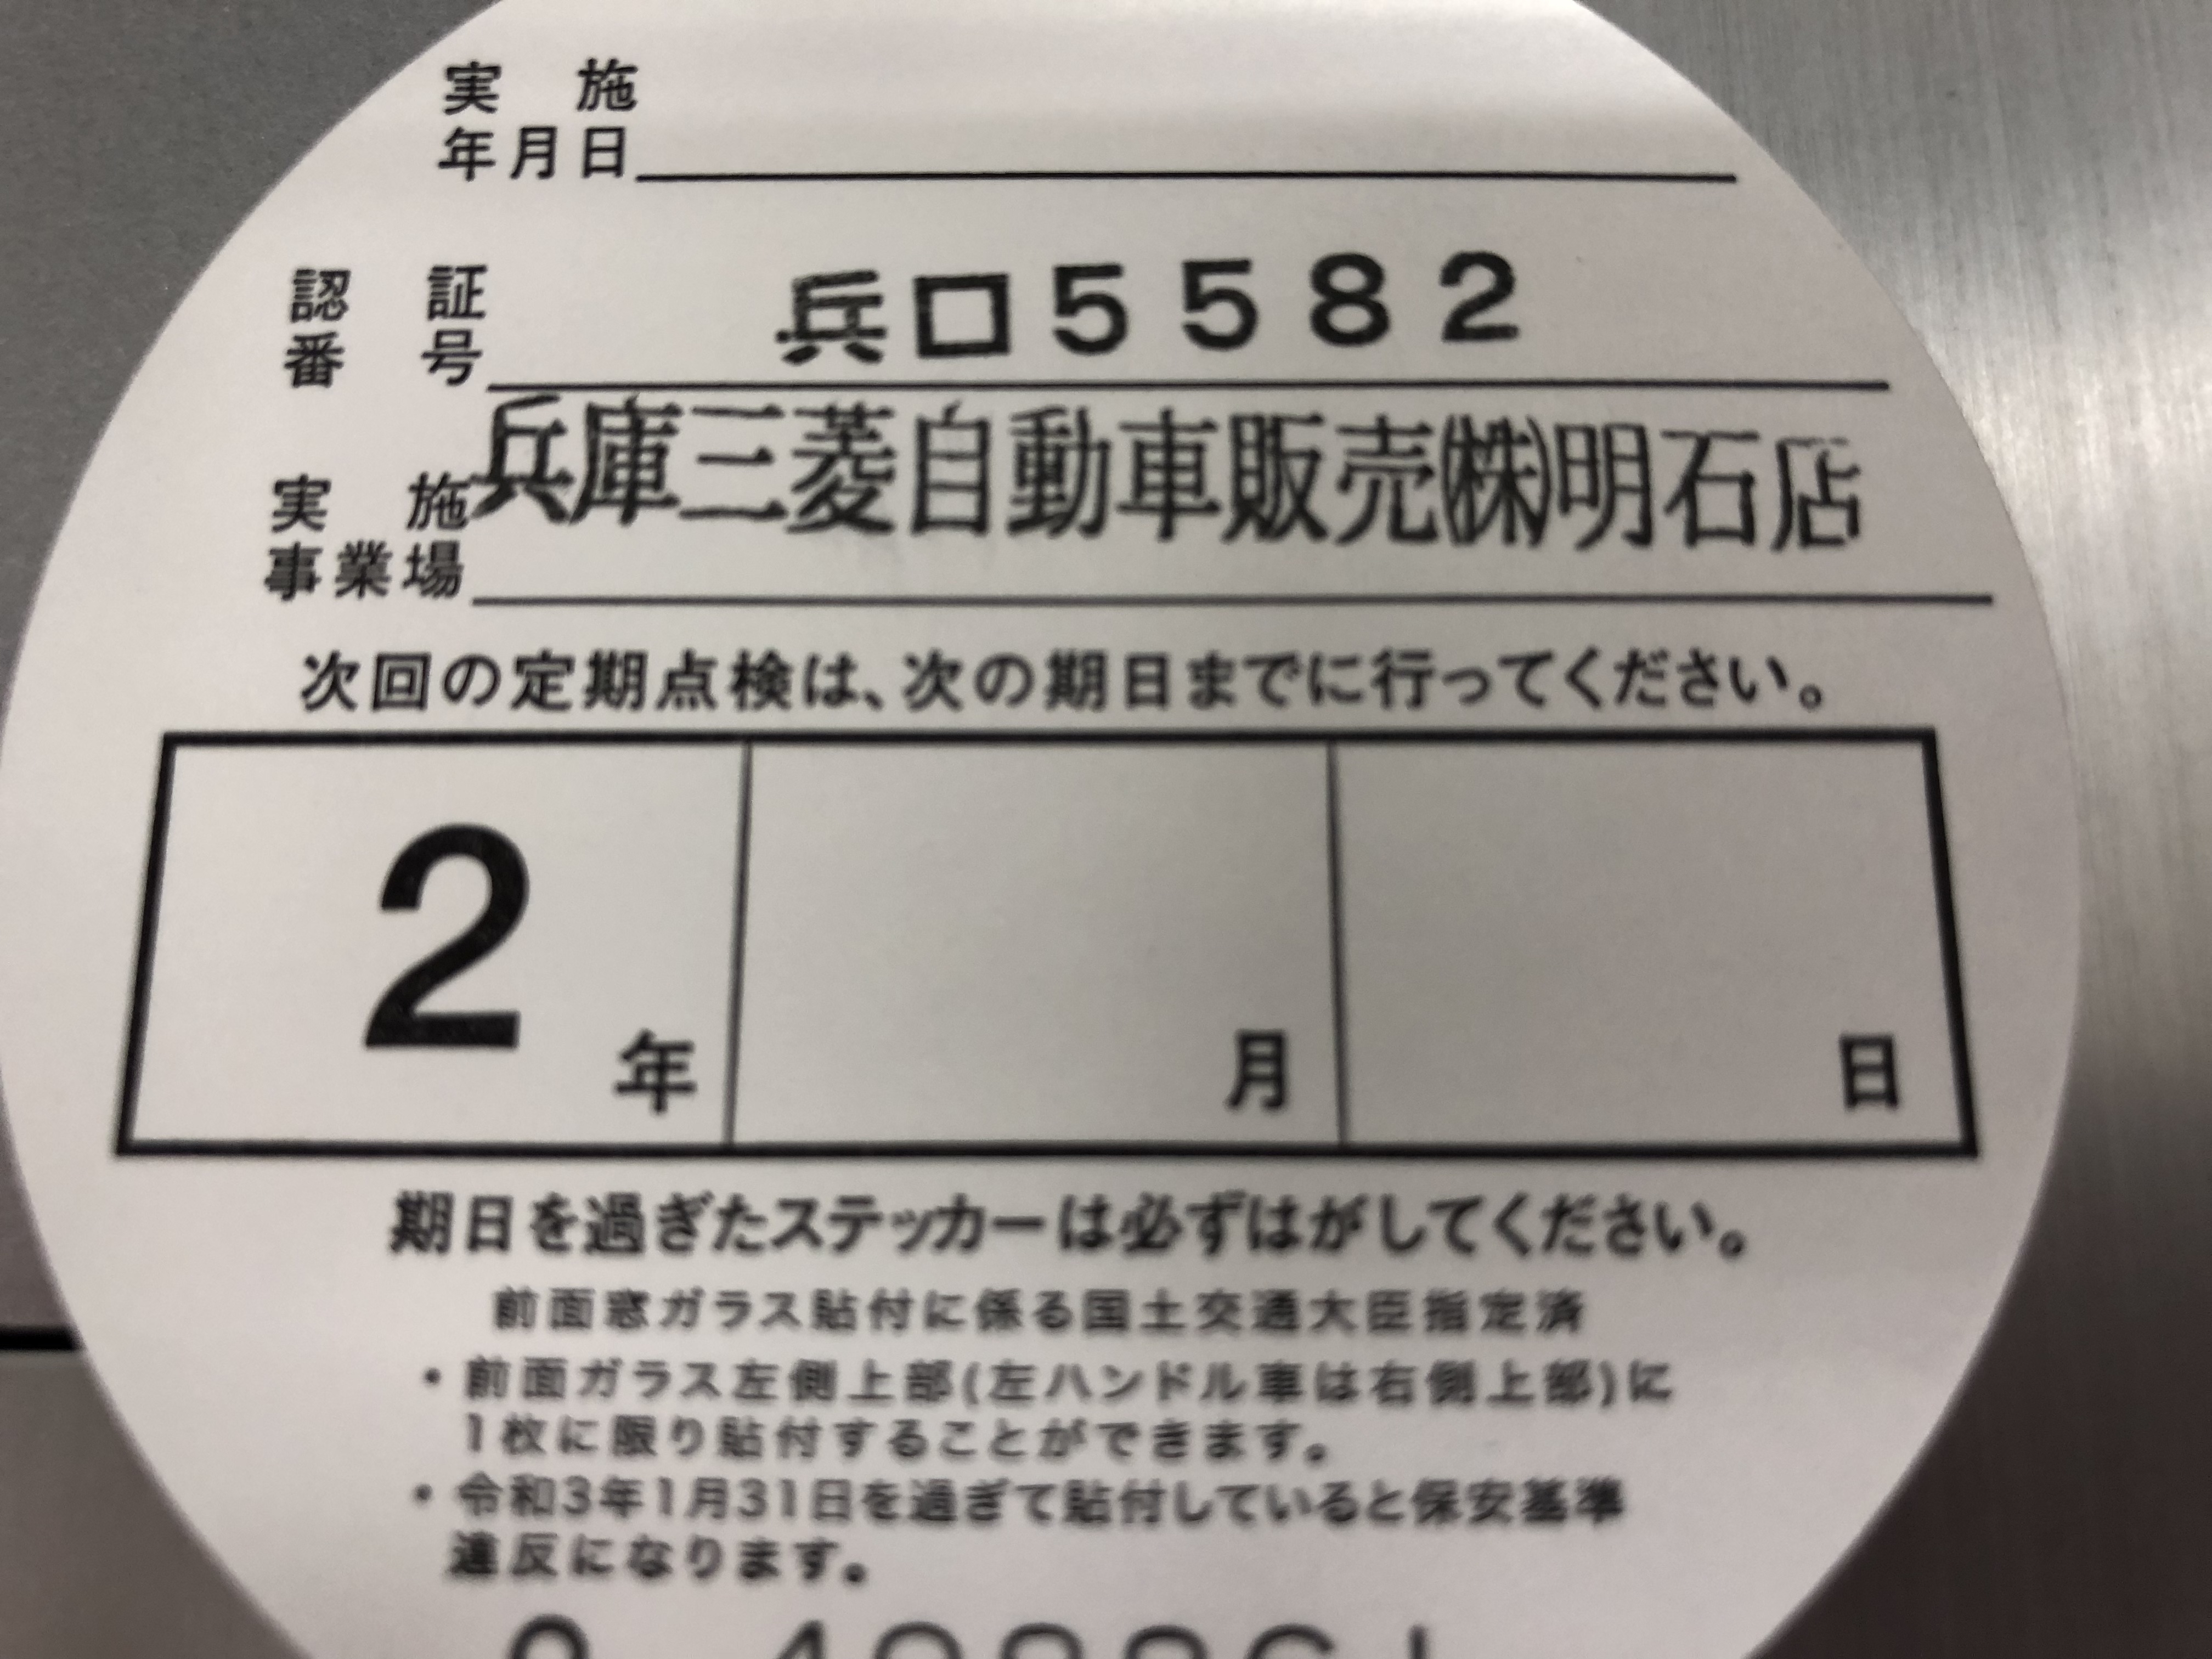 実施
年月日
認証
番号 兵口5582
実施
事業場 兵庫三菱自動車販売㈱明石店
次回の定期点検は、次の期日までに行ってください。
2年 月 日
期日を過ぎたステッカーは必ずはがしてください。
前面窓ガラス貼付に係る国土交通大臣指定済
・前面ガラス左側上部(左ハンドル車は右側上部)に
1枚に限り貼付することができます。
・令和3年1月31日を過ぎて貼付していると保安基準
違反になります。